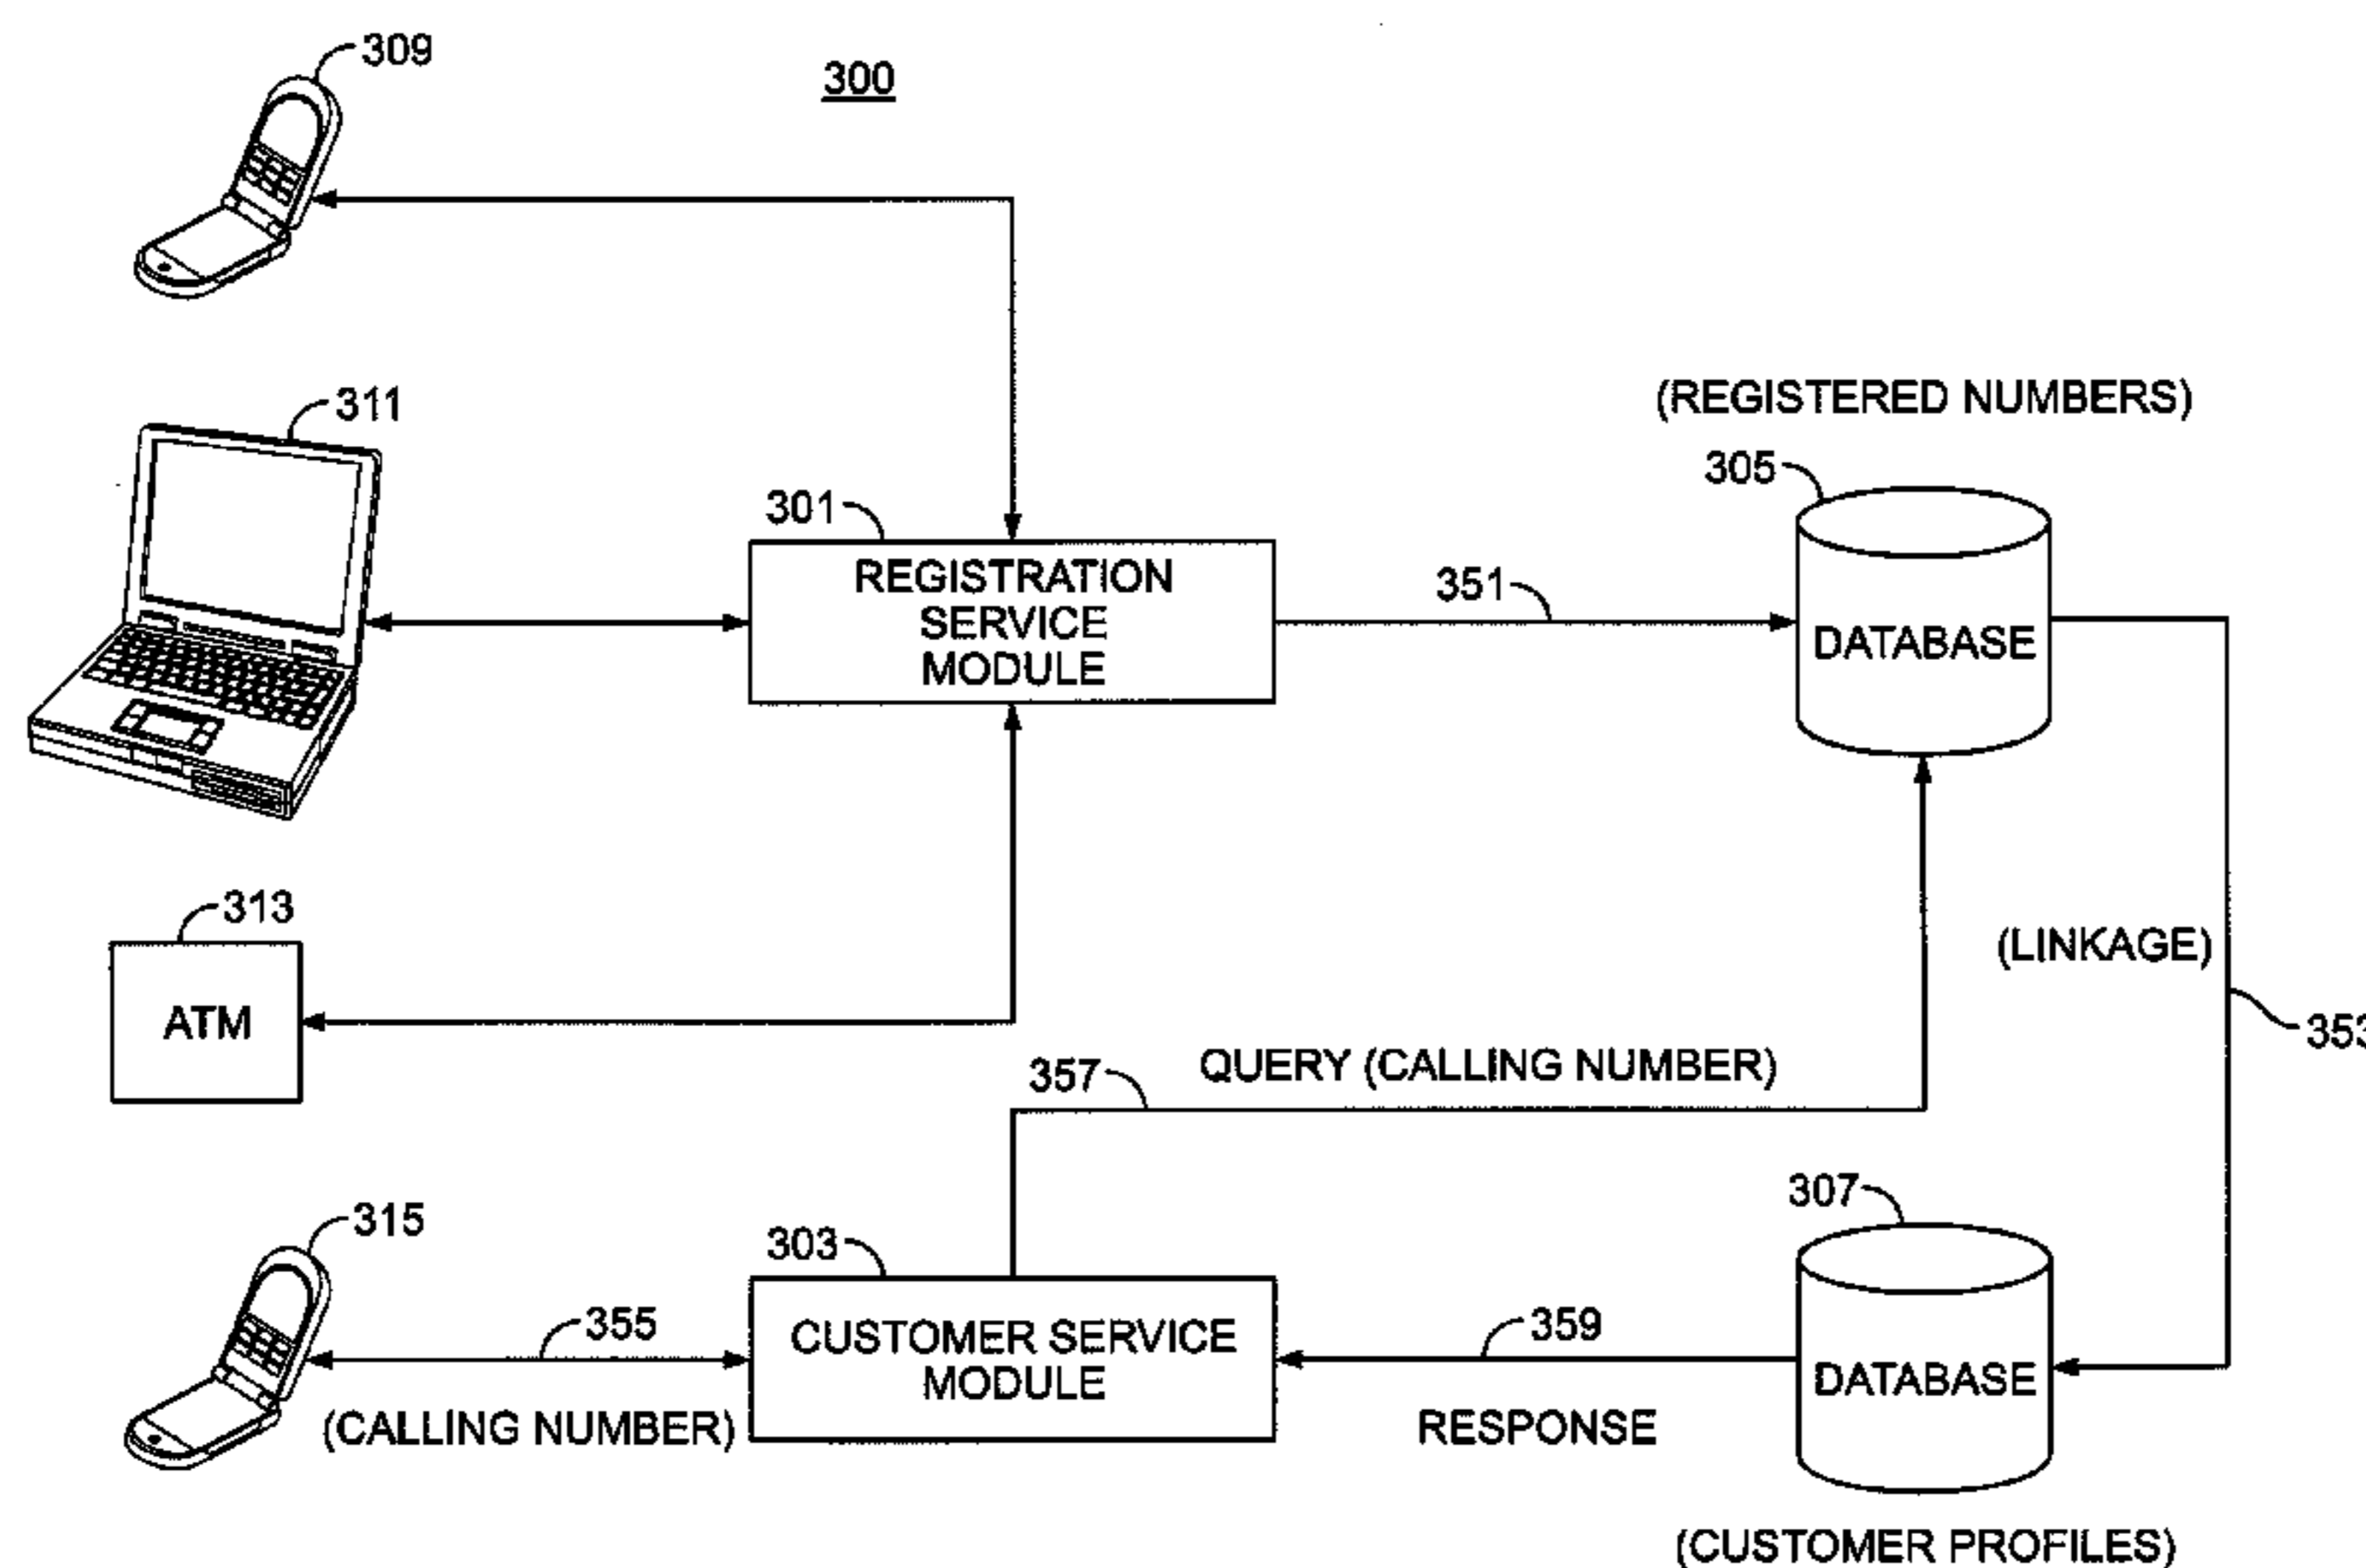 309
300
311
(REGISTERED NUMBERS)
305
301
REGISTRATION
SERVICE
MODULE
351
DATABASE
313
ATM
(LINKAGE)
353
357
QUERY (CALLING NUMBER)
315
303
307
355
CUSTOMER SERVICE
MODULE
359
DATABASE
(CALLING NUMBER)
RESPONSE
(CUSTOMER PROFILES)